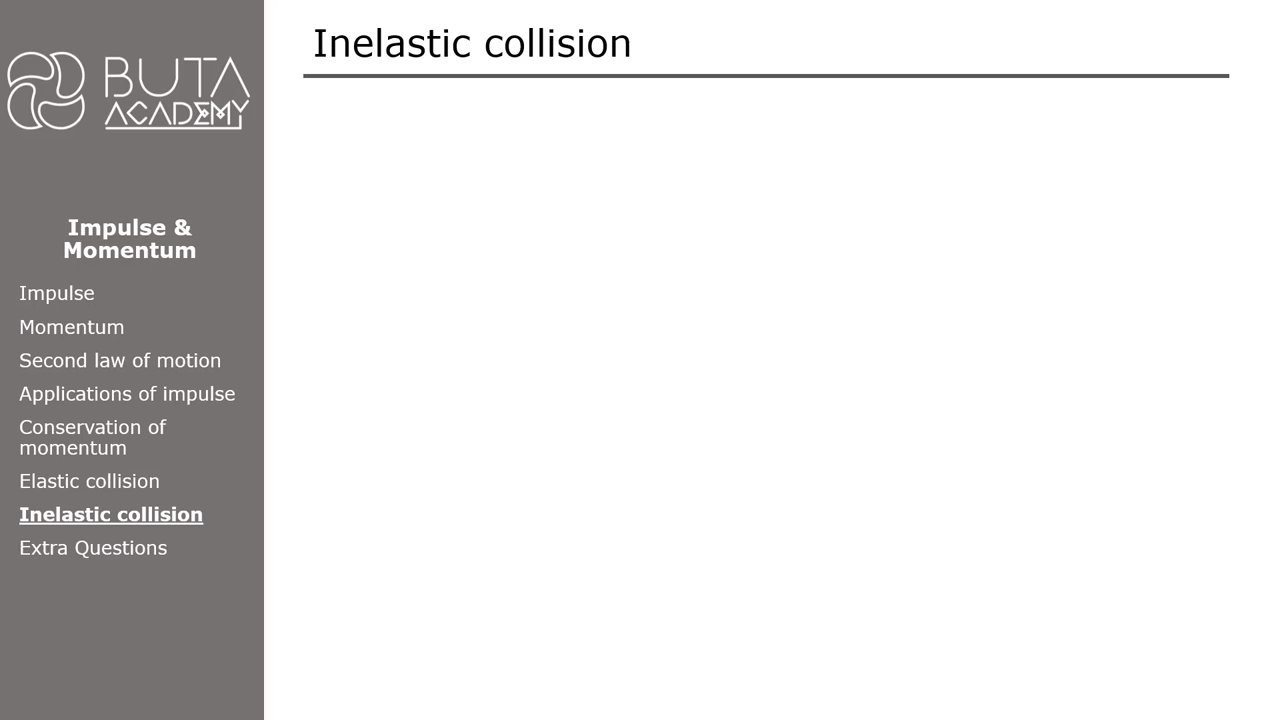 BUTA
ACADEMY
Impulse &
Momentum
Impulse
Momentum
Second law of motion
Applications of impulse
Conservation of
momentum
Elastic collision
Inelastic collision
Extra Questions
Inelastic collision